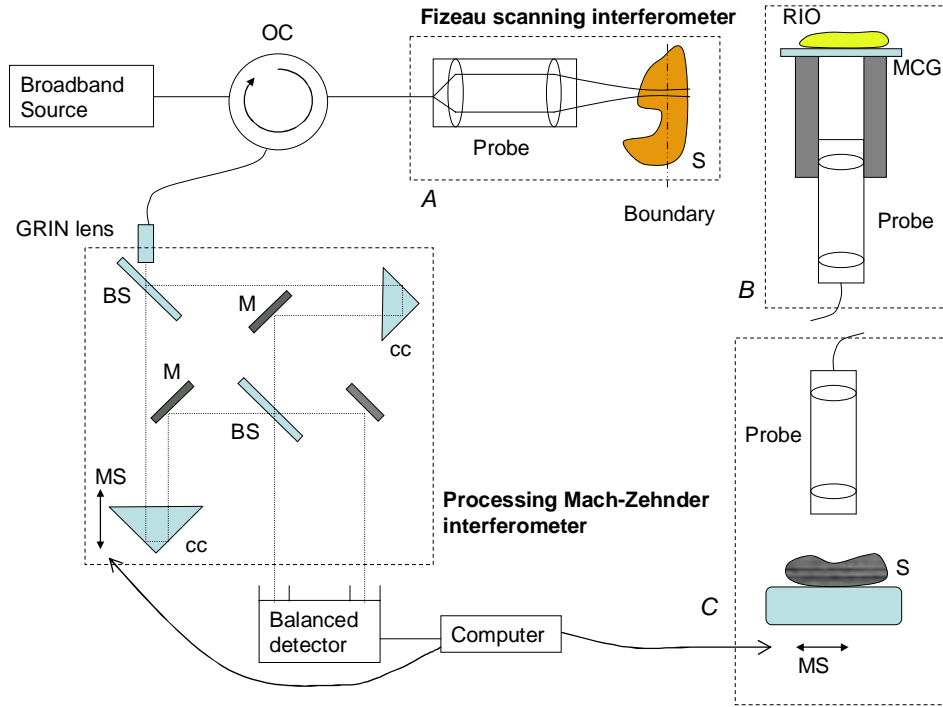 Fizeau scanning interferometer
OC
Broadband
Source
Probe
S
A
Boundary
RIO
MCG
Probe
B
GRIN lens
BS
M
cc
M
BS
MS
cc
Processing Mach-Zehnder
interferometer
Balanced
detector
Computer
Probe
S
C
MS